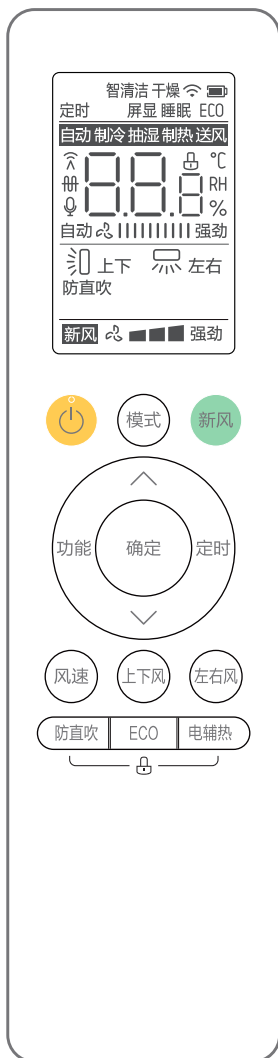 智清洁 干燥
定时 屏显 睡眠 ECO
自动 制冷 抽湿 制热 送风
88.8 ℃
RH
%
自动 强劲
上下 左右
防直吹
新风 强劲
模式 新风
功能 确定 定时
风速 上下风 左右风
防直吹 ECO 电辅热